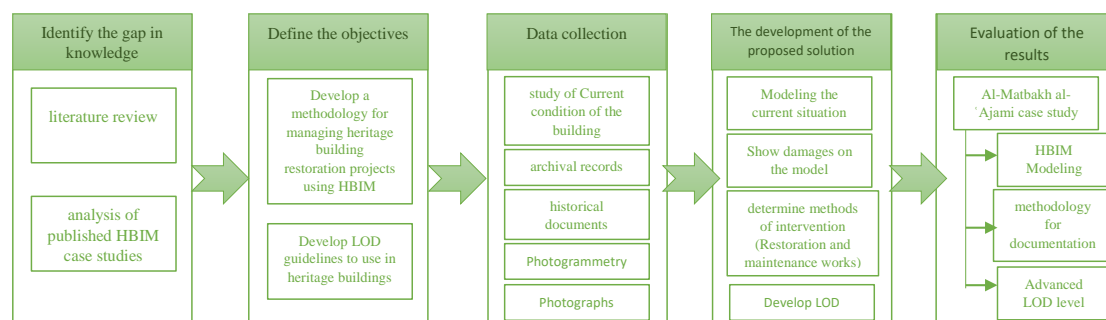 Identify the gap in
knowledge
literature review
analysis of
published HBIM
case studies
Define the objectives
Develop a
methodology for
managing heritage
building
restoration projects
using HBIM
Develop LOD
guidelines to use in
heritage buildings
Data collection
study of Current
condition of the
building
archival records
historical
documents
Photogrammetry
Photographs
The development of the
proposed solution
Modeling the
current situation
Show damages on
the model
determine methods
of intervention
(Restoration and
maintenance works)
Develop LOD
Evaluation of the
results
Al-Matbakh al-
`Ajami case study
HBIM
Modeling
methodology
for
documentation
Advanced
LOD level